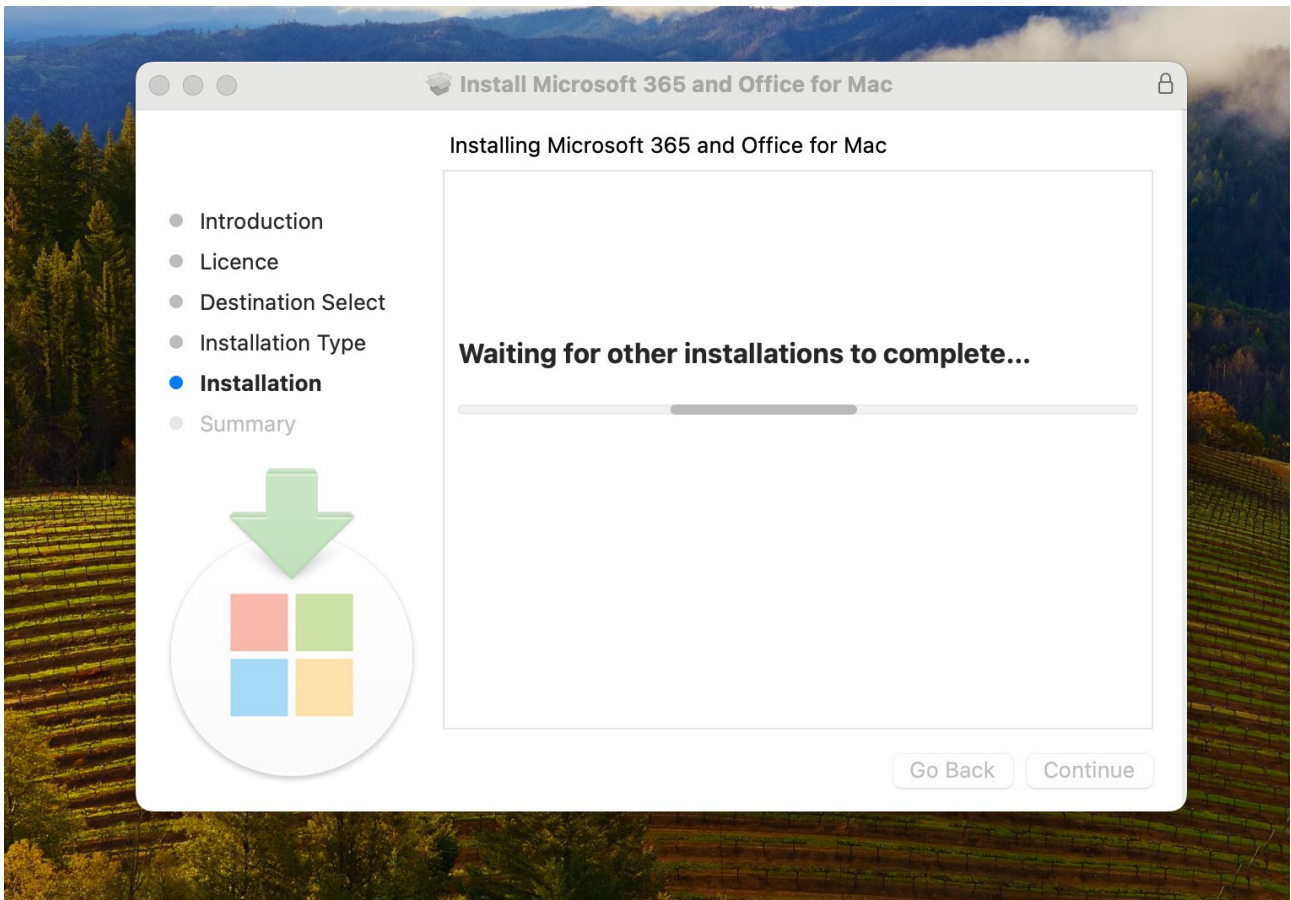 Install Microsoft 365 and Office for Mac
Installing Microsoft 365 and Office for Mac
Introduction
Licence
Destination Select
Installation Type
Installation
Summary
Waiting for other installations to complete...
Go Back
Continue